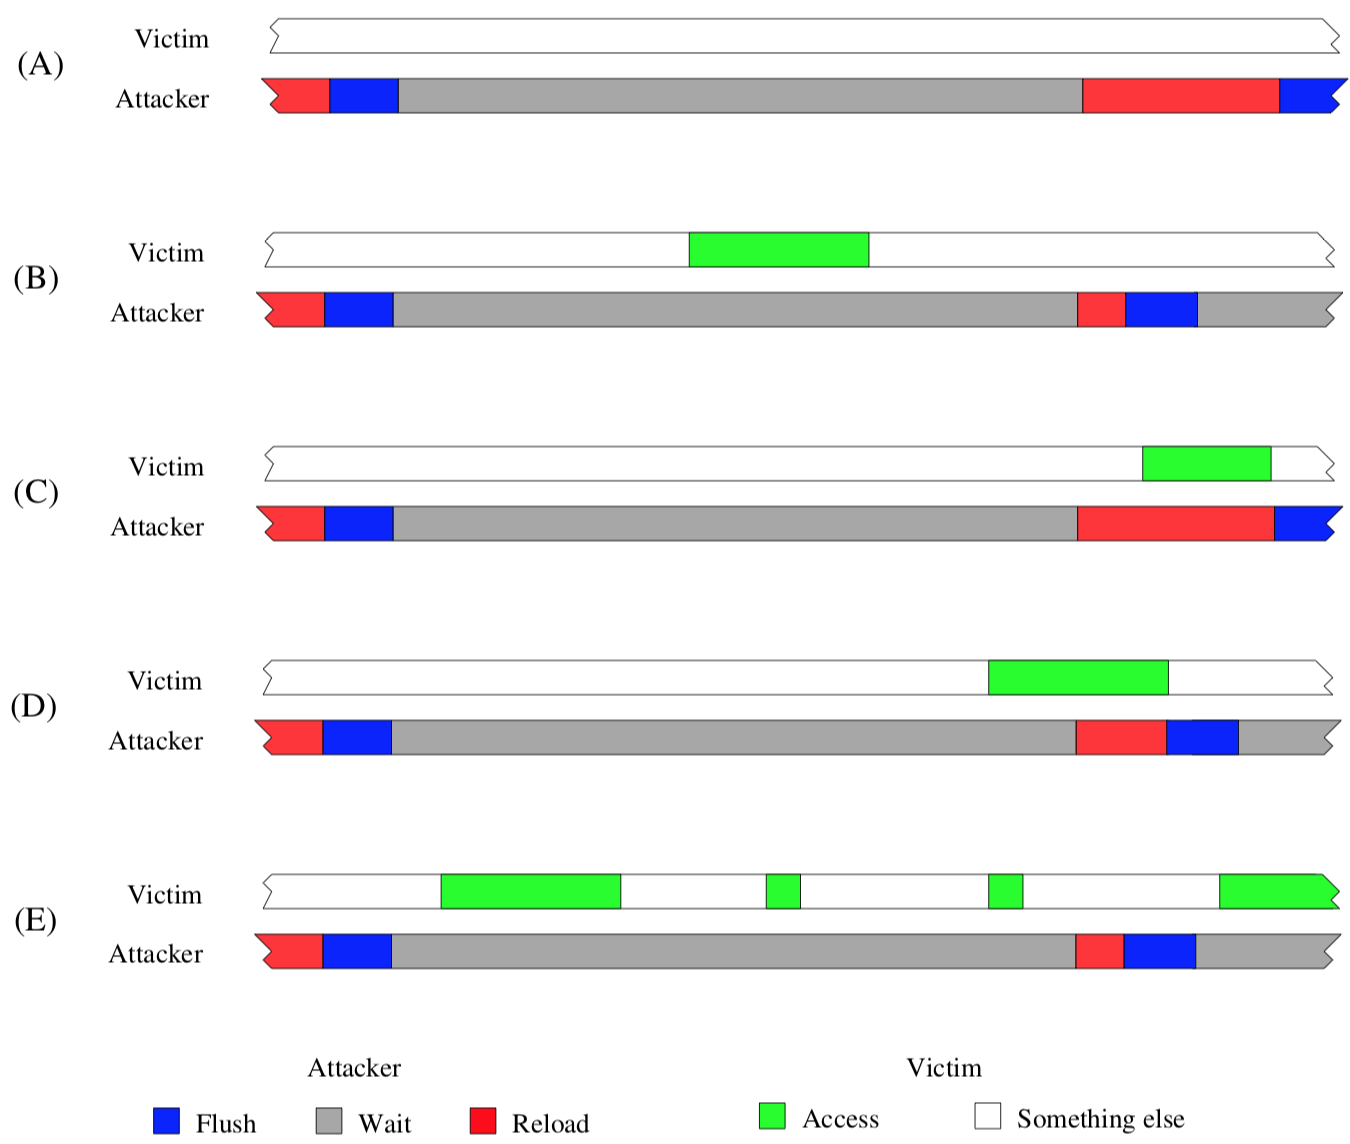 Victim
(A)
Attacker
Victim
(B)
Attacker
Victim
(C)
Attacker
Victim
(D)
Attacker
Victim
(E)
Attacker
Attacker Victim
Flush Wait Reload Access Something else